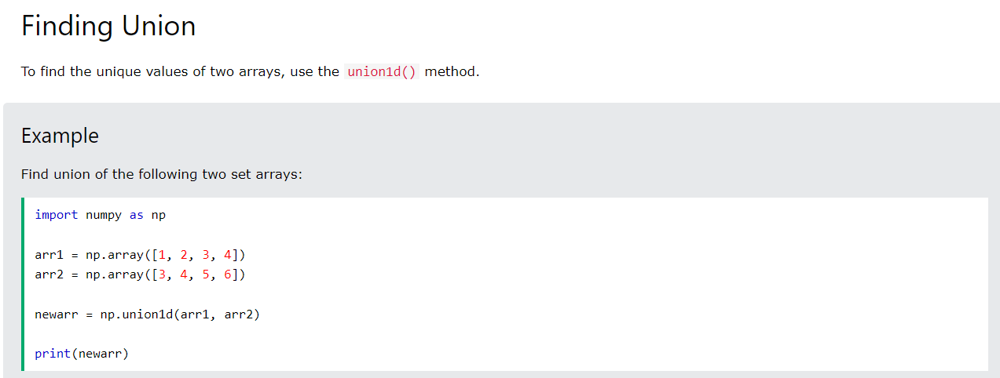 Finding Union
To find the unique values of two arrays, use the union1d() method.
Example
Find union of the following two set arrays:
import numpy as np
arr1 = np.array([1, 2, 3, 4])
arr2 = np.array([3, 4, 5, 6])
newarr = np.union1d(arr1, arr2)
print(newarr)